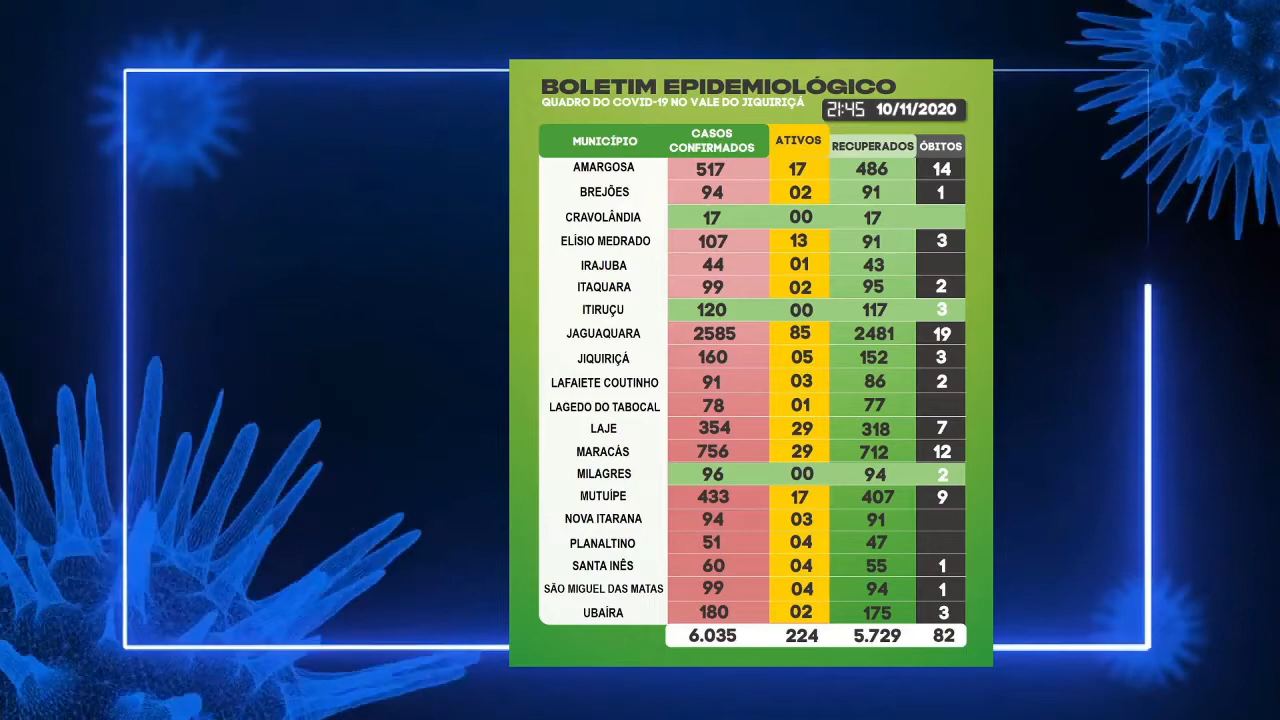 BOLETIM EPIDEMIOLÓGICO
QUADRO DO COVID-19 NO VALE DO JIQUIRIÇÁ
21:45 10/11/2020
MUNICÍPIO CASOS CONFIRMADOS ATIVOS RECUPERADOS ÓBITOS
AMARGOSA 517 17 486 14
BREJÕES 94 02 91 1
CRAVOLÂNDIA 17 00 17
ELÍSIO MEDRADO 107 13 91 3
IRAJUBA 44 01 43
ITAQUARA 99 02 95 2
ITIRUÇU 120 00 117 3
JAGUAQUARA 2585 85 2481 19
JIQUIRIÇÁ 160 05 152 3
LAFAIETE COUTINHO 91 03 86 2
LAGEDO DO TABOCAL 78 01 77
LAJE 354 29 318 7
MARACÁS 756 29 712 12
MILAGRES 96 00 94 2
MUTUÍPE 433 17 407 9
NOVA ITARANA 94 03 91
PLANALTINO 51 04 47
SANTA INÊS 60 04 55 1
SÃO MIGUEL DAS MATAS 99 04 94 1
UBAÍRA 180 02 175 3
6.035 224 5.729 82